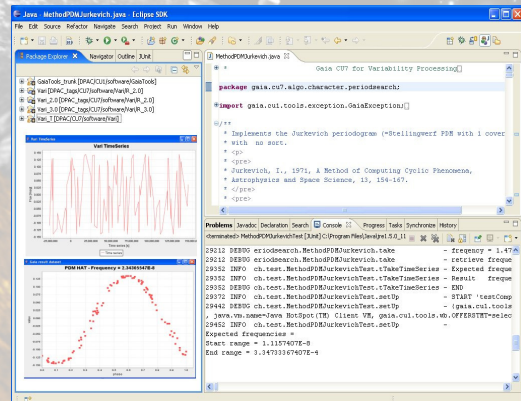 Java - MethodPDMJurkevich.java - Eclipse SDK
File Edit Source Refactor Navigate Search Project Run Window Help
Package Explorer Navigator Outline JUnit
GaiaTools_trunk [DPAC/CU1/software/GaiaTools]
Vari [DPAC_tags/CU7/software/Vari/R_2.0]
Vari_2.0 [DPAC_tags/CU7/software/Vari/R_2.0]
Vari_3.0 [DPAC_tags/CU7/software/Vari/R_3.0]
Vari_T [DPAC/CU7/software/Vari]
Vari TimeSeries
Vari TimeSeries
Time series
PDM HAT - Frequency = 2.34385347E-8
MethodPDMJurkevich.java
* Gaia CU7 for Variability Processing
package gaia.cu7.algo.character.periodsearch;
import gaia.cu1.tools.exception.GaiaException;
/**
* Implements the Jurkevich periodogram (=Stellingwerf PDM with 1 cover
* with no sort.
* <p>
* <pre>
* Jurkevich, I., 1971, A Method of Computing Cyclic Phenomena,
* Astrophysics and Space Science, 13, 154-167.
* </pre>
* <pre>
Problems Javadoc Declaration Search Console Progress Tasks Synchronize History
<terminated> MethodPDMJurkevichTest [JUnit] C:\Program Files\Java\jre1.5.0_11
29212 DEBUG eriodsearch.MethodPDMJurkevich.take - freqency = 1.47
29212 DEBUG eriodsearch.MethodPDMJurkevich.take - retrieve freque
29352 INFO ch.test.MethodPDMJurkevichTest.tTakeTimeSeries - Expected freque
29352 INFO ch.test.MethodPDMJurkevichTest.tTakeTimeSeries - Result freque
29352 DEBUG ch.test.MethodPDMJurkevichTest.tTakeTimeSeries - END
29372 INFO ch.test.MethodPDMJurkevichTest.setUp - START 'testComp
29442 DEBUG ch.test.MethodPDMJurkevichTest.setUp - {gaia.cu1.tools
, java.vm.name=Java HotSpot(TM) Client VM, gaia.cu1.tools.wb.OFFERSTMT=selec
29452 INFO ch.test.MethodPDMJurkevichTest.setUp -
Expected frequencies =
Start range = 1.1157407E-8
End range = 3.34733367407E-4